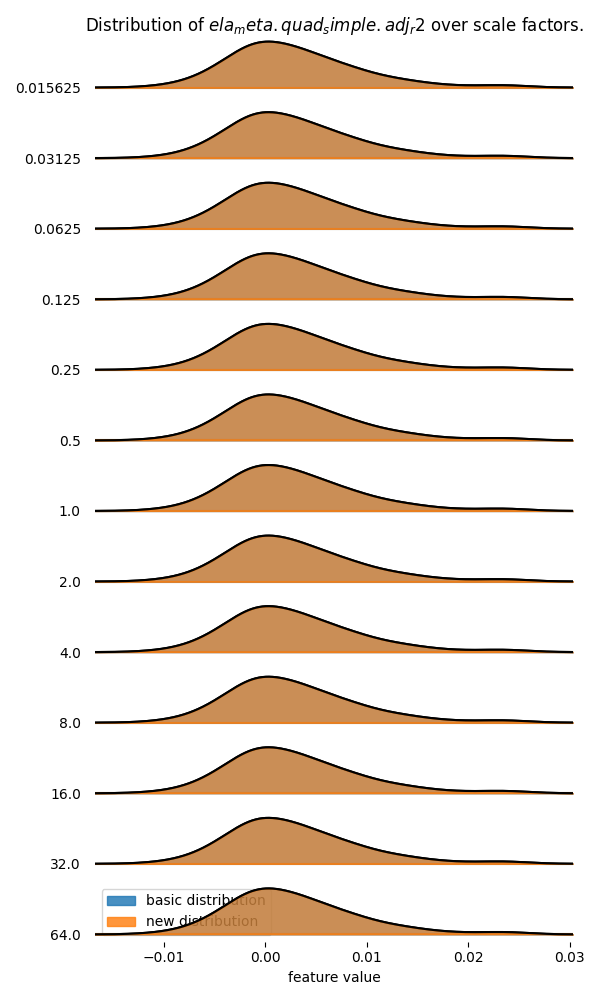 Distribution of ela_meta.quad_simple.adj_r2 over scale factors.
0.015625
0.03125
0.0625
0.125
0.25
0.5
1.0
2.0
4.0
8.0
16.0
32.0
basic distribution
new distribution
64.0
−0.01 0.00 0.01 0.02 0.03
feature value